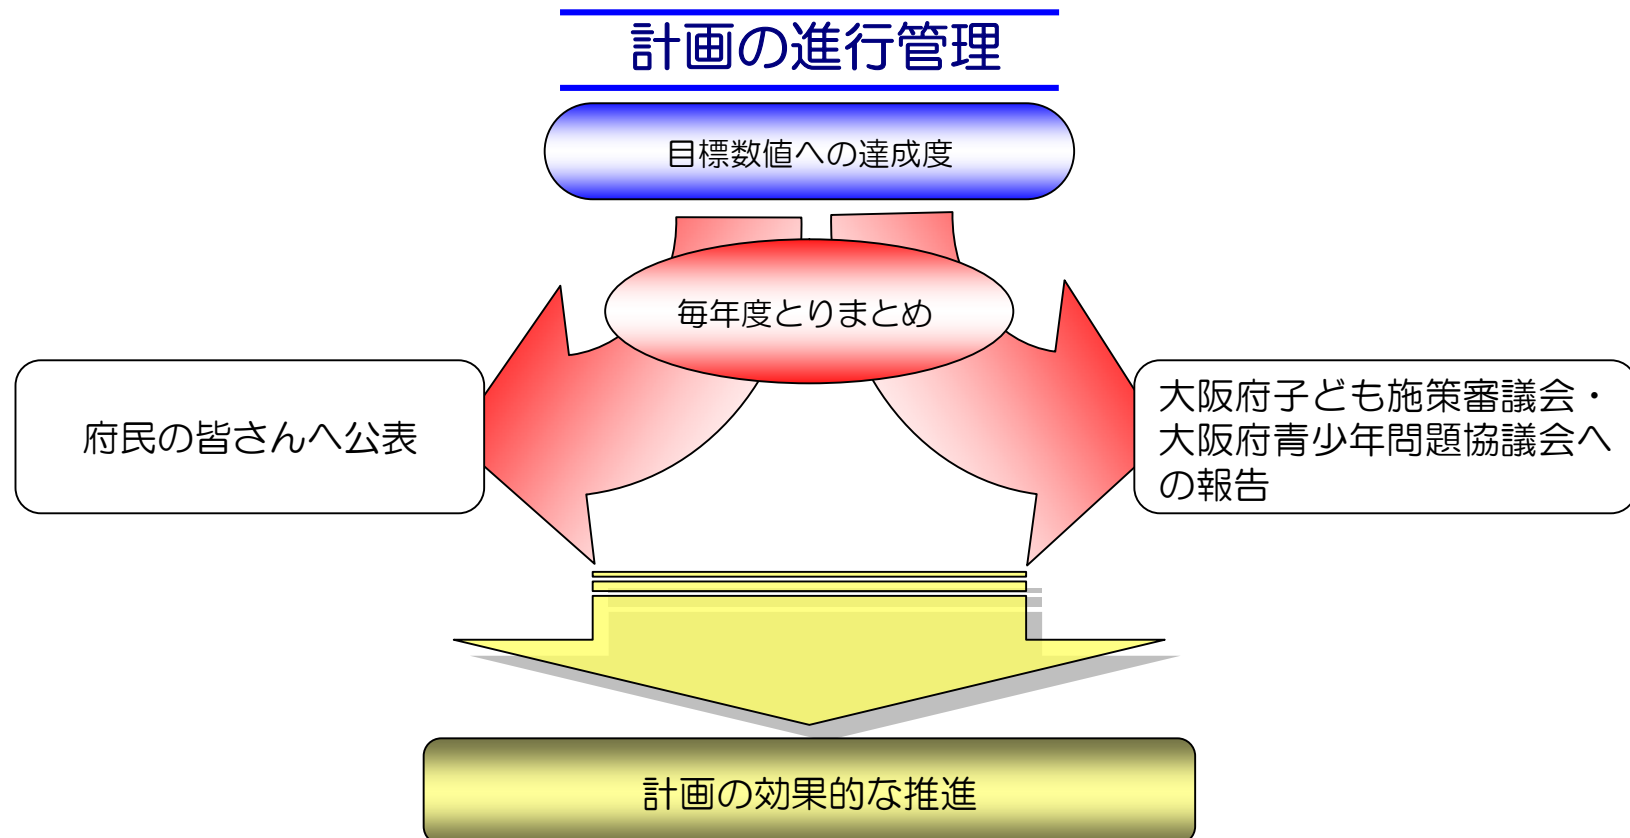 計画の進行管理
目標数値への達成度
毎年度とりまとめ
府民の皆さんへ公表
大阪府子ども施策審議会・
大阪府青少年問題協議会へ
の報告
計画の効果的な推進